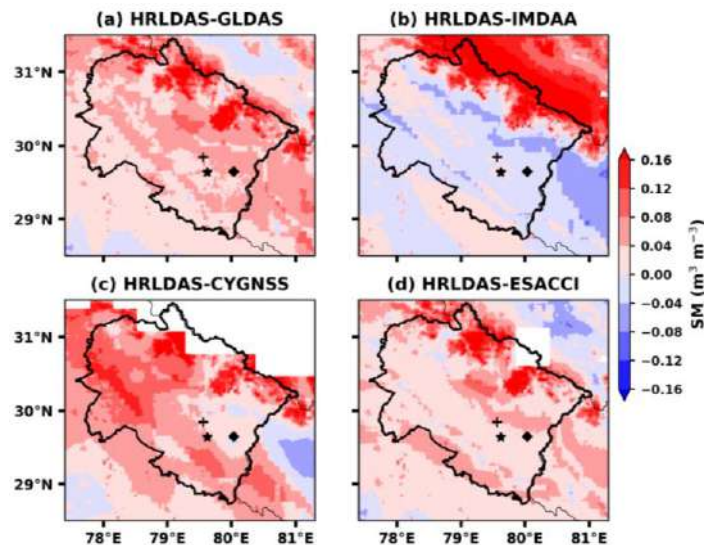 (a) HRLDAS-GLDAS
(b) HRLDAS-IMDAA
31°N
30°N
29°N
(c) HRLDAS-CYGNSS
(d) HRLDAS-ESACCI
31°N
30°N
29°N
78°E 79°E 80°E 81°E
78°E 79°E 80°E 81°E
0.16
0.12
0.08
0.04
0.00
−0.04
−0.08
−0.12
−0.16
SM (m³ m⁻³)